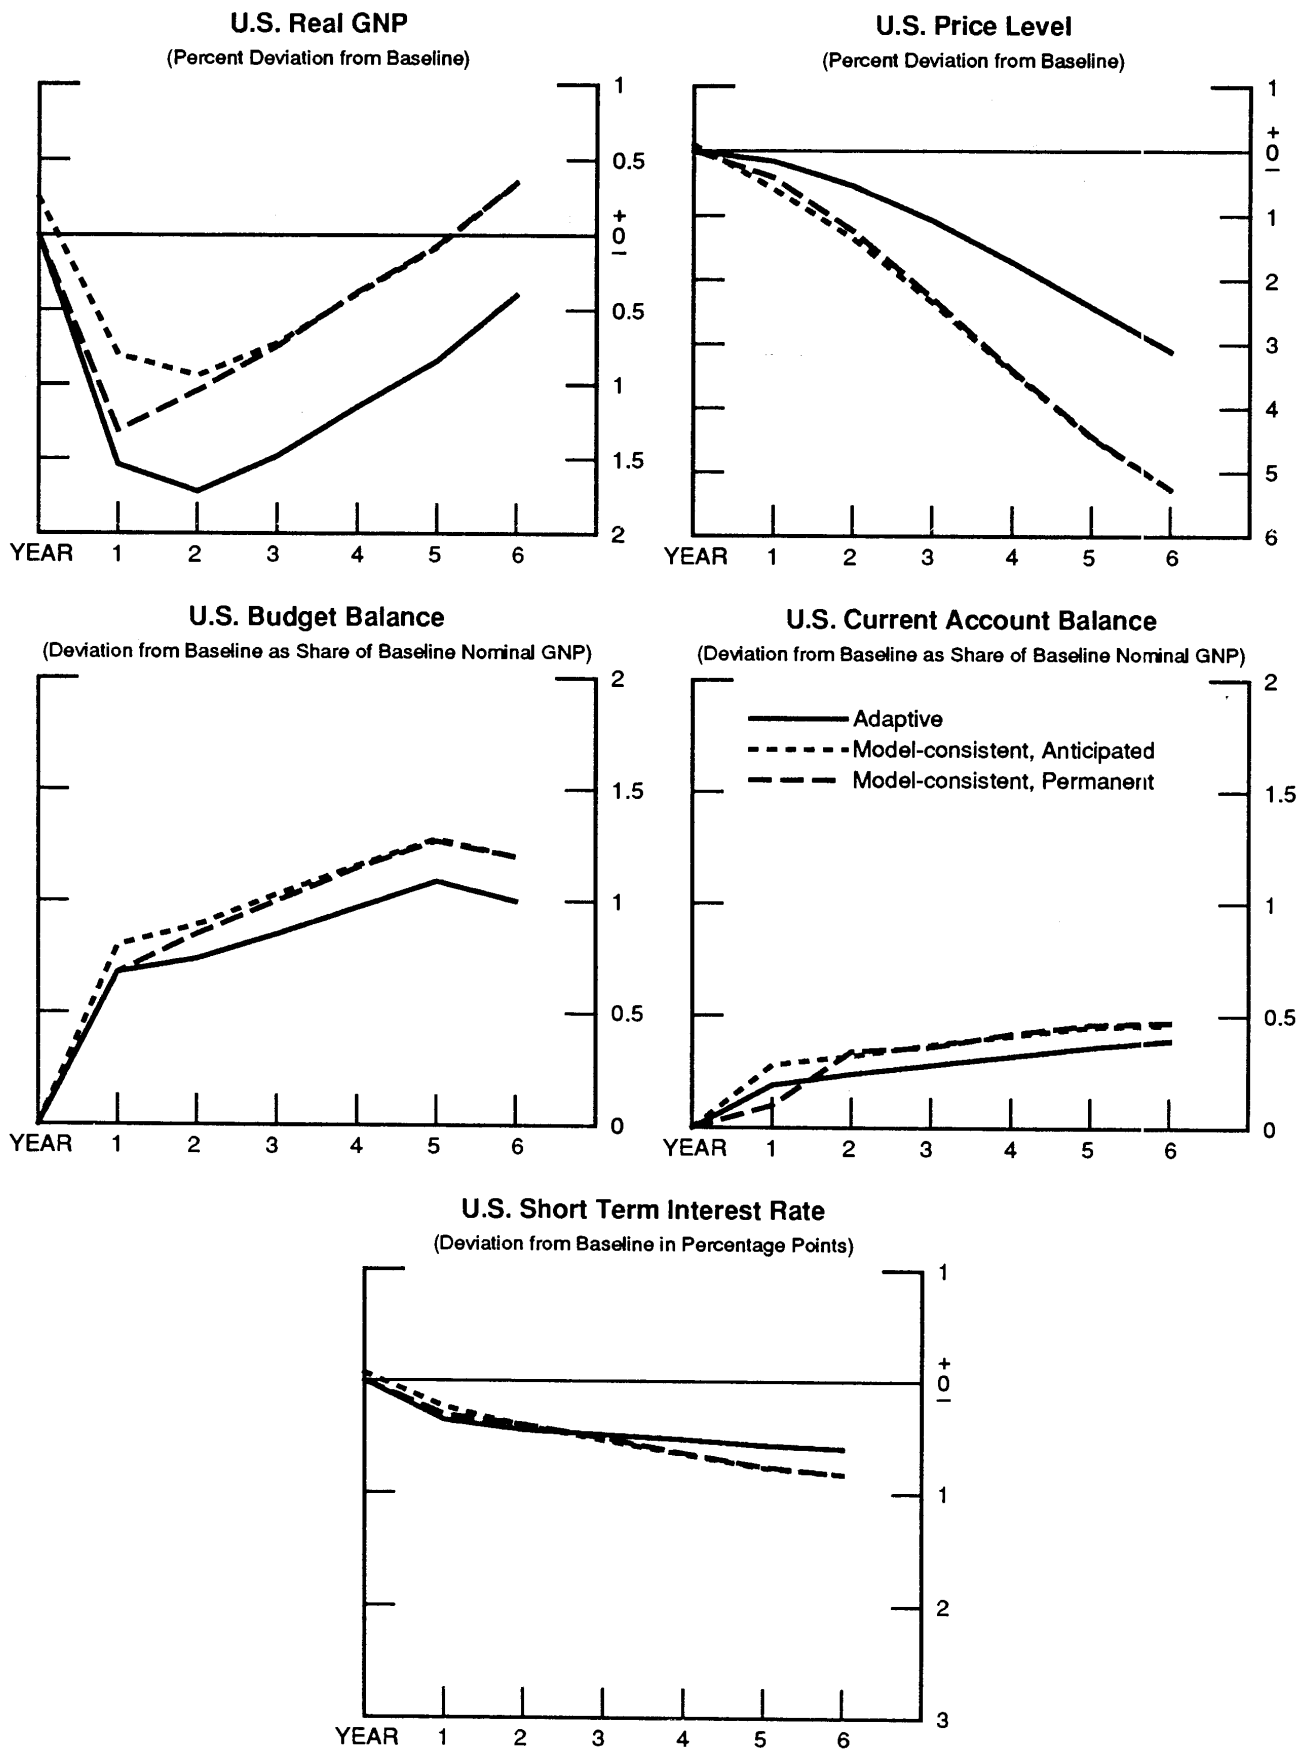 U.S. Real GNP
(Percent Deviation from Baseline)
1
0.5
+
0
–
0.5
1
1.5
2
YEAR 1 2 3 4 5 6
U.S. Price Level
(Percent Deviation from Baseline)
1
+
0
–
1
2
3
4
5
6
YEAR 1 2 3 4 5 6
U.S. Budget Balance
(Deviation from Baseline as Share of Baseline Nominal GNP)
2
1.5
1
0.5
0
YEAR 1 2 3 4 5 6
U.S. Current Account Balance
(Deviation from Baseline as Share of Baseline Nominal GNP)
Adaptive
Model-consistent, Anticipated
Model-consistent, Permanent
2
1.5
1
0.5
0
YEAR 1 2 3 4 5 6
U.S. Short Term Interest Rate
(Deviation from Baseline in Percentage Points)
1
+
0
–
1
2
3
YEAR 1 2 3 4 5 6